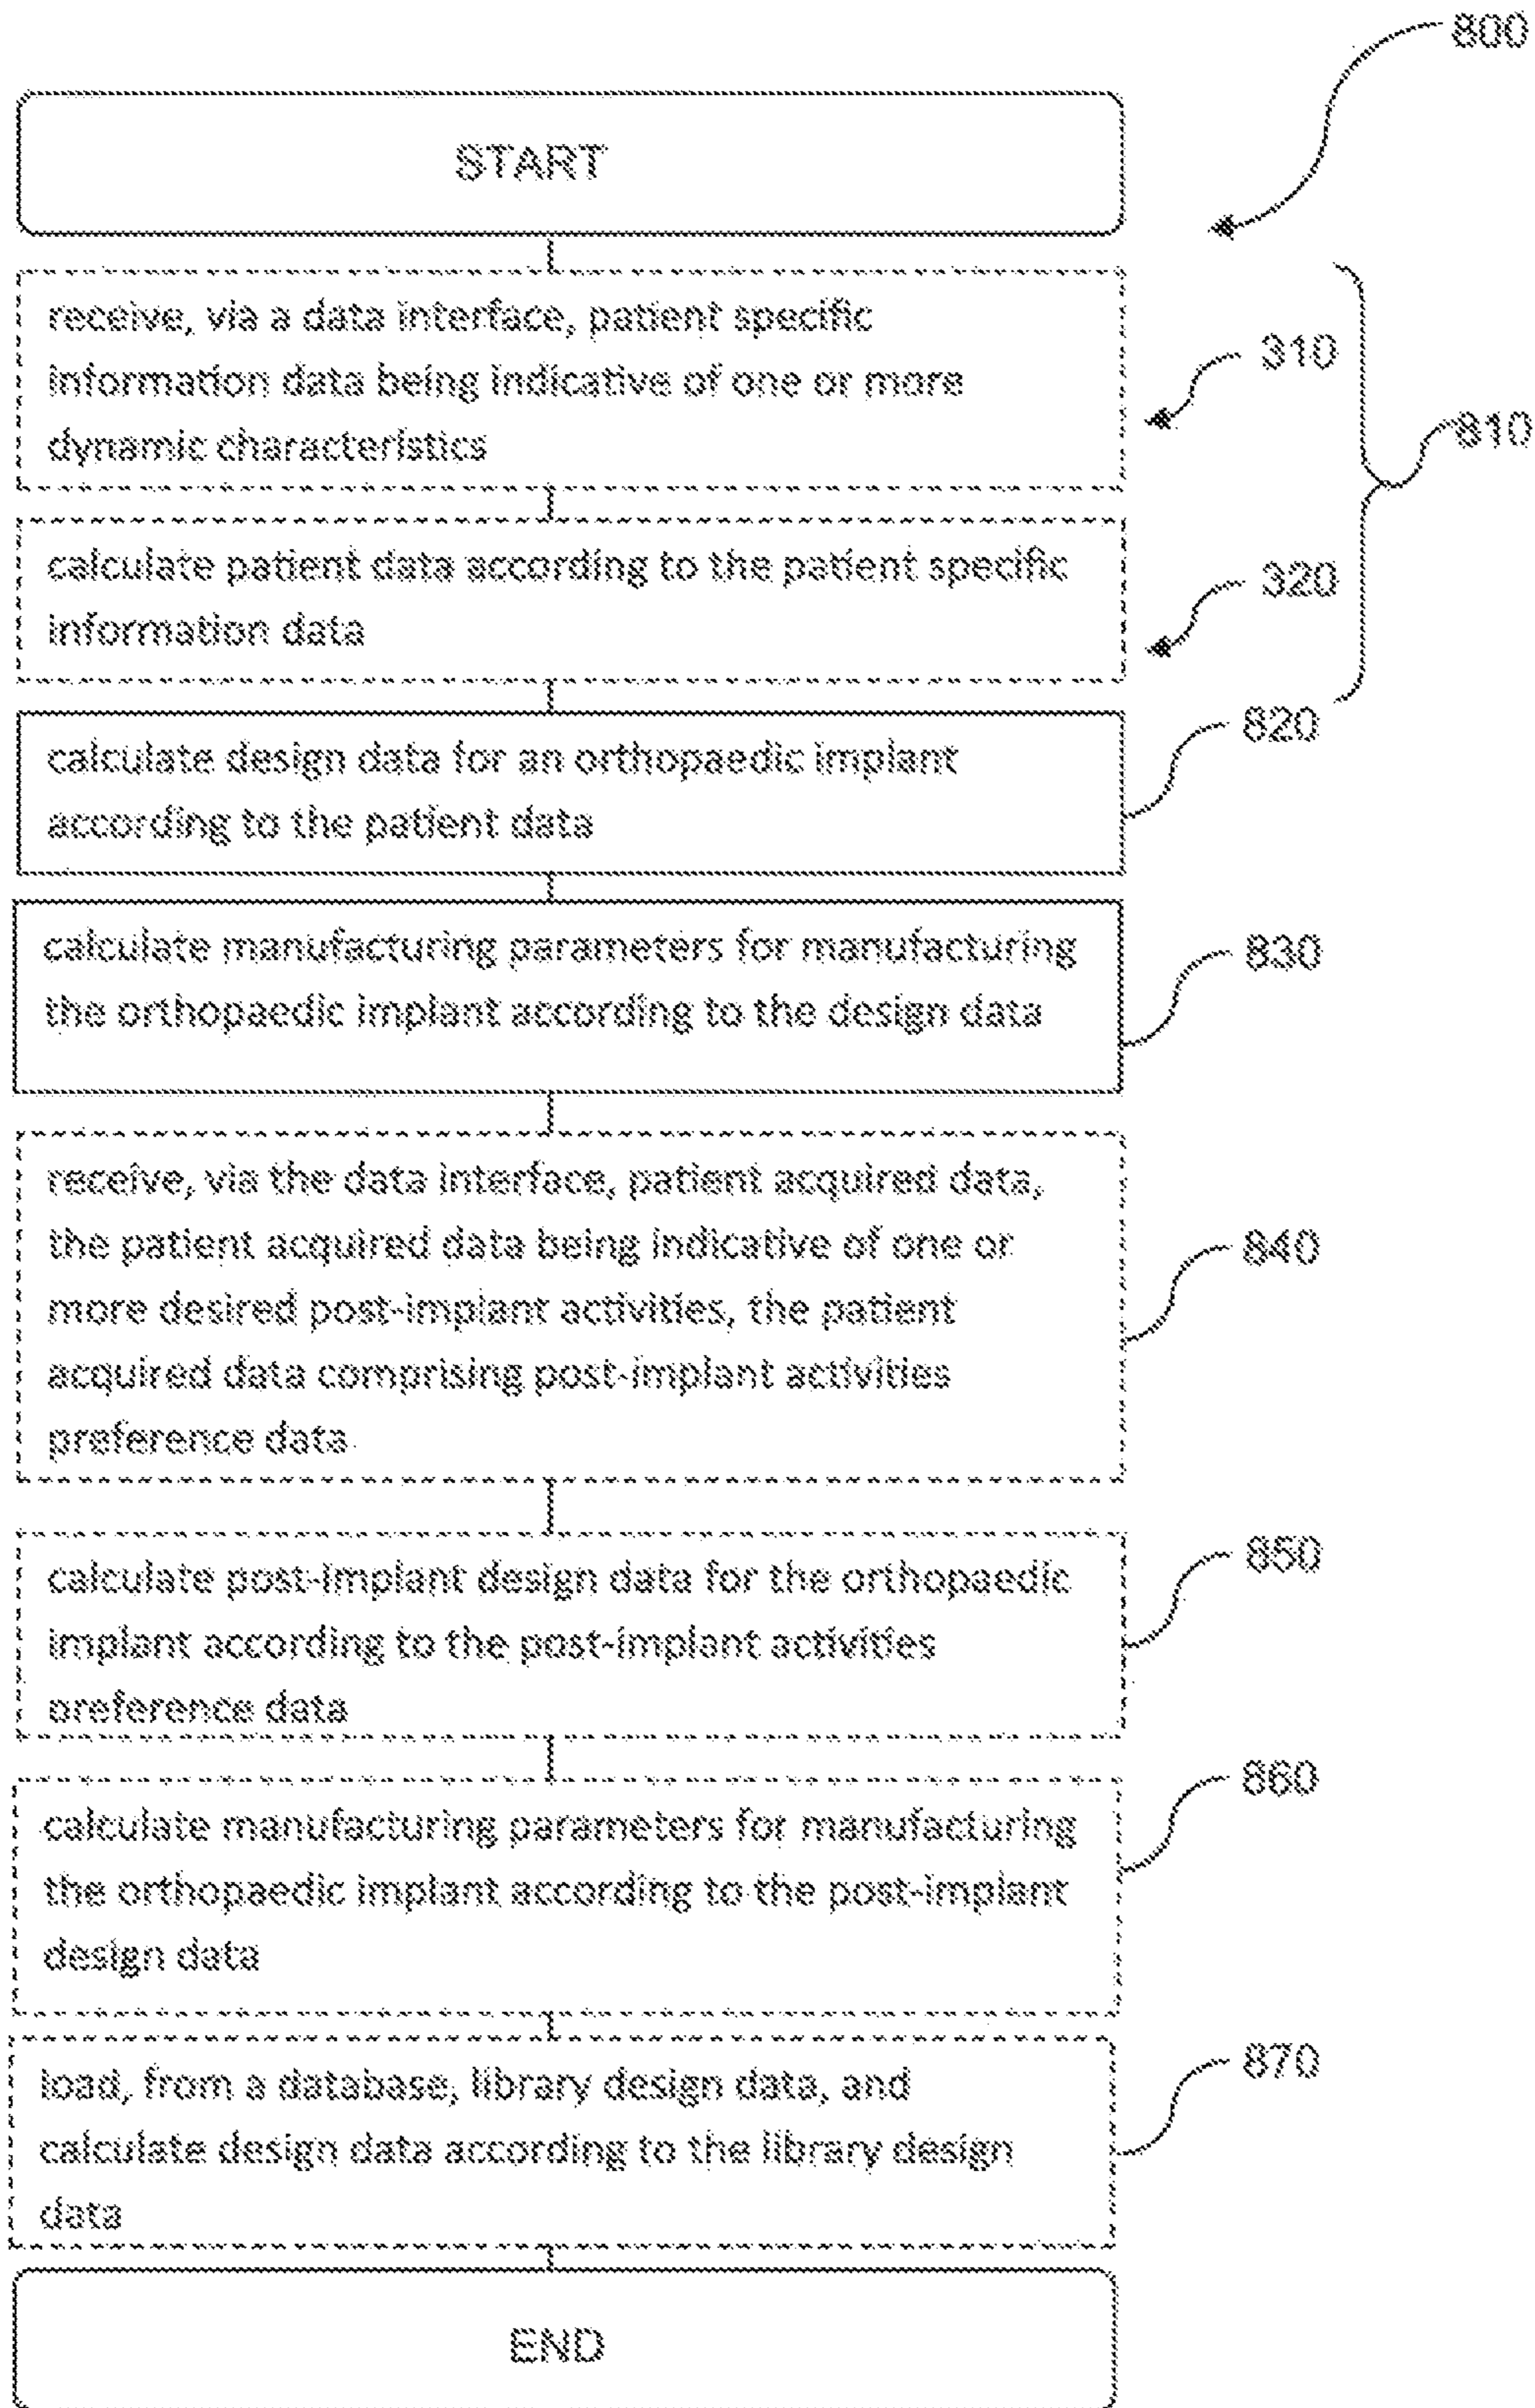 800
START
receive, via a data interface, patient specific
information data being indicative of one or more
dynamic characteristics
310
810
calculate patient data according to the patient specific
information data
320
calculate design data for an orthopaedic implant
according to the patient data
820
calculate manufacturing parameters for manufacturing
the orthopaedic implant according to the design data
830
receive, via the data interface, patient acquired data,
the patient acquired data being indicative of one or
more desired post-implant activities, the patient
acquired data comprising post-implant activities
preference data
840
calculate post-implant design data for the orthopaedic
implant according to the post-implant activities
preference data
850
calculate manufacturing parameters for manufacturing
the orthopaedic implant according to the post-implant
design data
860
load, from a database, library design data, and
calculate design data according to the library design
data
870
END